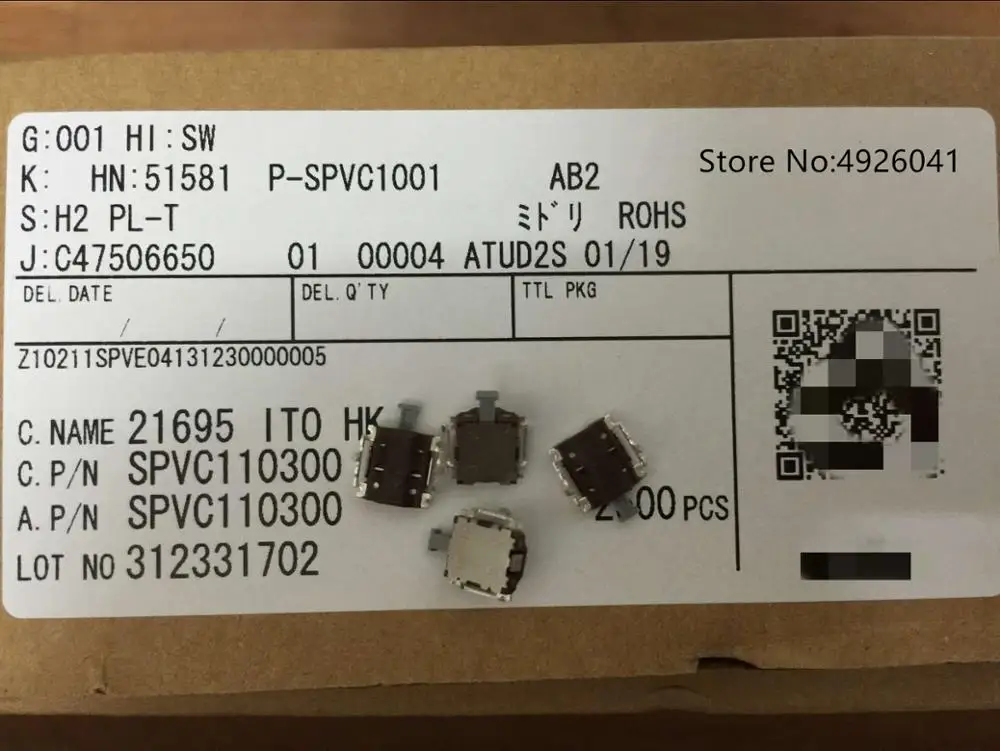 G:001 HI:SW
K: HN:51581 P-SPVC1001 AB2
Store No:4926041
S:H2 PL-T ミドリ ROHS
J:C47506650 01 00004 ATUD2S 01/19
DEL. DATE DEL. Q'TY TTL PKG
/ /
Z10211SPVE04131230000005
C. NAME 21695 ITO HK
C. P/N SPVC110300
A. P/N SPVC110300
PCS
LOT NO 312331702